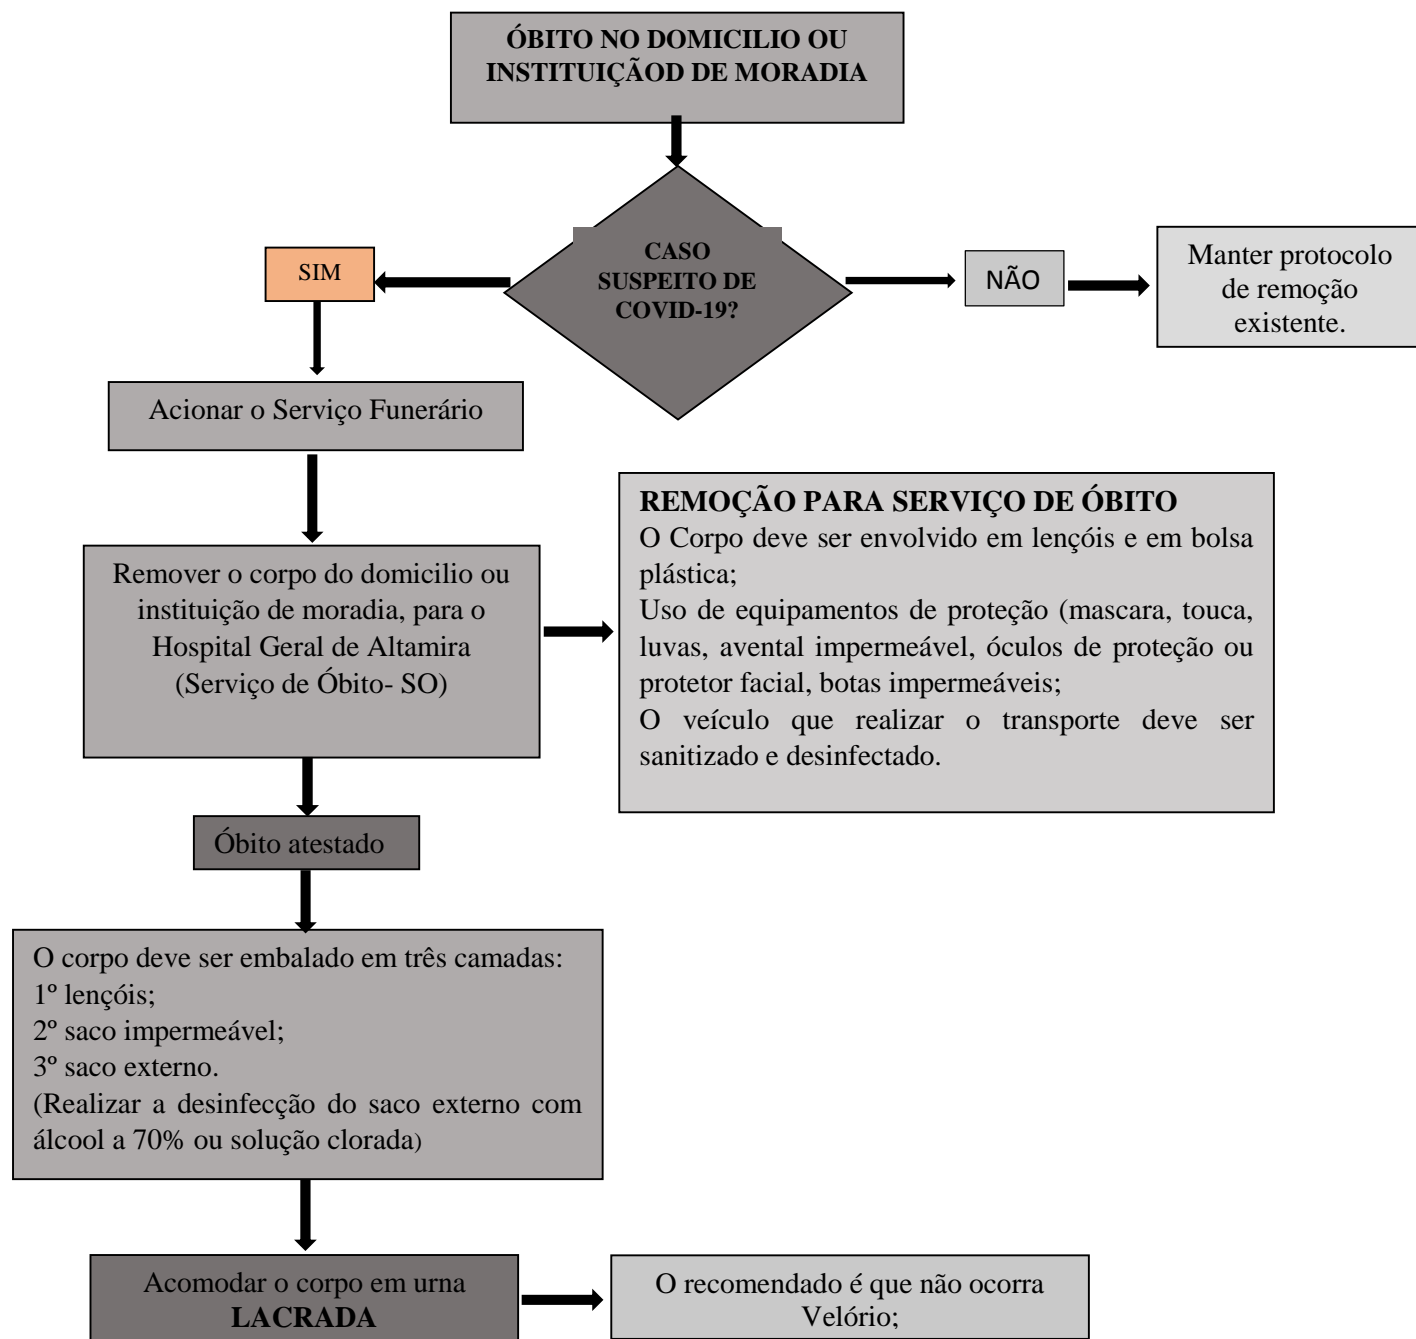 ÓBITO NO DOMICILIO OU
INSTITUIÇÃOD DE MORADIA
CASO
SUSPEITO DE
COVID-19?
SIM
NÃO
Manter protocolo
de remoção
existente.
Acionar o Serviço Funerário
Remover o corpo do domicilio ou
instituição de moradia, para o
Hospital Geral de Altamira
(Serviço de Óbito- SO)
REMOÇÃO PARA SERVIÇO DE ÓBITO
O Corpo deve ser envolvido em lençóis e em bolsa
plástica;
Uso de equipamentos de proteção (mascara, touca,
luvas, avental impermeável, óculos de proteção ou
protetor facial, botas impermeáveis;
O veículo que realizar o transporte deve ser
sanitizado e desinfectado.
Óbito atestado
O corpo deve ser embalado em três camadas:
1º lençóis;
2º saco impermeável;
3º saco externo.
(Realizar a desinfecção do saco externo com
álcool a 70% ou solução clorada)
Acomodar o corpo em urna
LACRADA
O recomendado é que não ocorra
Velório;